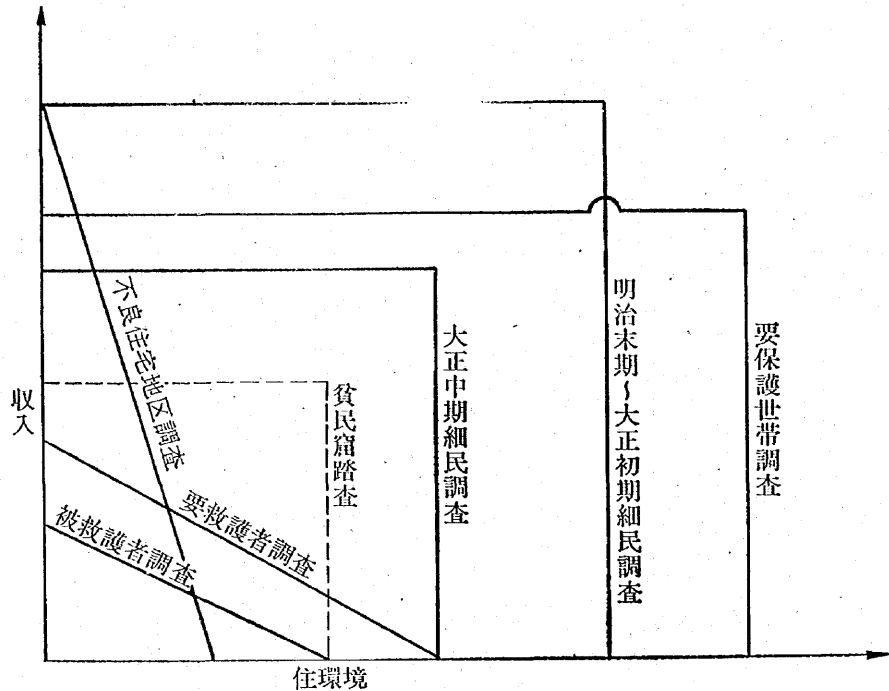 不良住宅地区調査
大正中期細民調査
明治末期～大正初期細民調査
要保護世帯調査
貧民窟踏査
収入
要救護者調査
被救護者調査
住環境